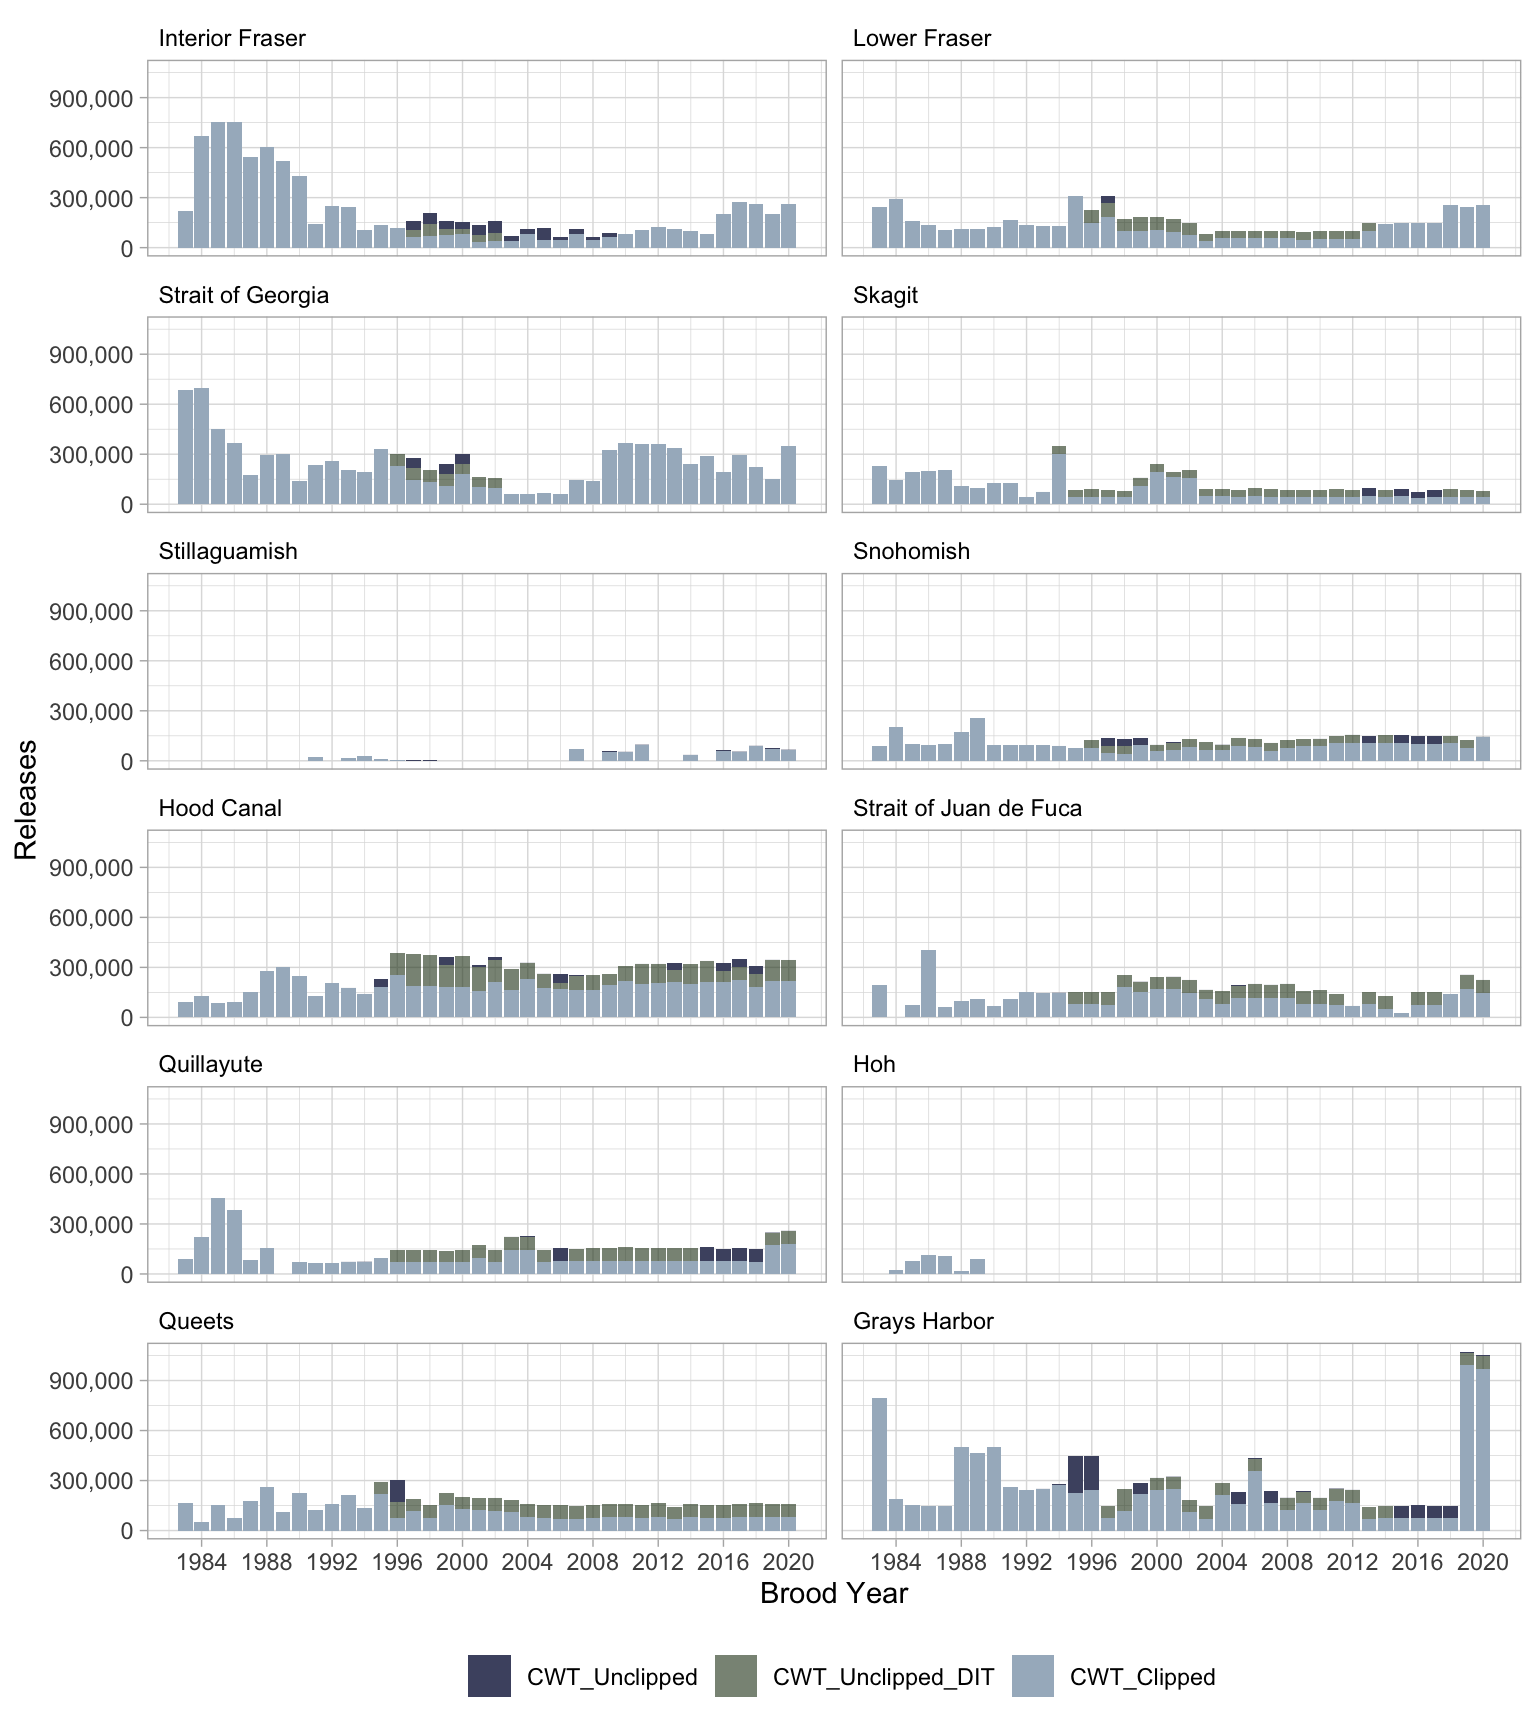 Interior Fraser
Lower Fraser
900,000
600,000
300,000
0
Strait of Georgia
Skagit
900,000
600,000
300,000
0
Stillaguamish
Snohomish
900,000
600,000
300,000
0
Hood Canal
Strait of Juan de Fuca
900,000
600,000
300,000
0
Quillayute
Hoh
900,000
600,000
300,000
0
Queets
Grays Harbor
900,000
600,000
300,000
0
Releases
1984 1988 1992 1996 2000 2004 2008 2012 2016 2020
1984 1988 1992 1996 2000 2004 2008 2012 2016 2020
Brood Year
CWT_Unclipped CWT_Unclipped_DIT CWT_Clipped